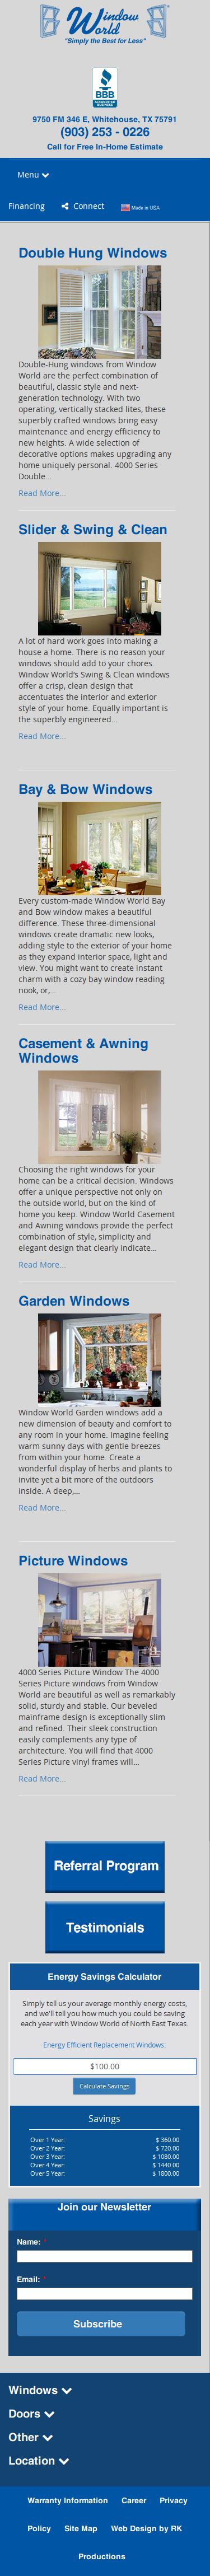 Window World
"Simply the Best for Less"
BBB
ACCREDITED BUSINESS
9750 FM 346 E, Whitehouse, TX 75791
(903) 253 - 0226
Call for Free In-Home Estimate
Menu
Financing Connect Made in USA
Double Hung Windows
Double-Hung windows from Window
World are the perfect combination of
beautiful, classic style and next-
generation technology. With two
operating, vertically stacked lites, these
superbly crafted windows bring easy
maintenance and energy efficiency to
new heights. A wide selection of
decorative options makes upgrading any
home uniquely personal. 4000 Series
Double...
Read More...
Slider & Swing & Clean
A lot of hard work goes into making a
house a home. There is no reason your
windows should add to your chores.
Window World's Swing & Clean windows
offer a crisp, clean design that
accentuates the interior and exterior
style of your home. Equally important is
the superbly engineered...
Read More...
Bay & Bow Windows
Every custom-made Window World Bay
and Bow window makes a beautiful
difference. These three-dimensional
windows create dramatic new looks,
adding style to the exterior of your home
as they expand interior space, light and
view. You might want to create instant
charm with a cozy bay window reading
nook, or,...
Read More...
Casement & Awning
Windows
Choosing the right windows for your
home can be a critical decision. Windows
offer a unique perspective not only on
the outside world, but on the kind of
home you keep. Window World Casement
and Awning windows provide the perfect
combination of style, simplicity and
elegant design that clearly indicate...
Read More...
Garden Windows
Window World Garden windows add a
new dimension of beauty and comfort to
any room in your home. Imagine feeling
warm sunny days with gentle breezes
from within your home. Create a
wonderful display of herbs and plants to
invite yet a bit more of the outdoors
inside. A deep,...
Read More...
Picture Windows
4000 Series Picture Window The 4000
Series Picture windows from Window
World are beautiful as well as remarkably
solid, sturdy and stable. Our beveled
mainframe design is exceptionally slim
and refined. Their sleek construction
easily complements any type of
architecture. You will find that 4000
Series Picture vinyl frames will...
Read More...
Referral Program
Testimonials
Energy Savings Calculator
Simply tell us your average monthly energy costs,
and we'll tell you how much you could be saving
each year with Window World of North East Texas.
Energy Efficient Replacement Windows:
$100.00
Calculate Savings
Savings
Over 1 Year: $ 360.00
Over 2 Year: $ 720.00
Over 3 Year: $ 1080.00
Over 4 Year: $ 1440.00
Over 5 Year: $ 1800.00
Join our Newsletter
Name: *
Email: *
Subscribe
Windows
Doors
Other
Location
Warranty Information Career Privacy
Policy Site Map Web Design by RK
Productions